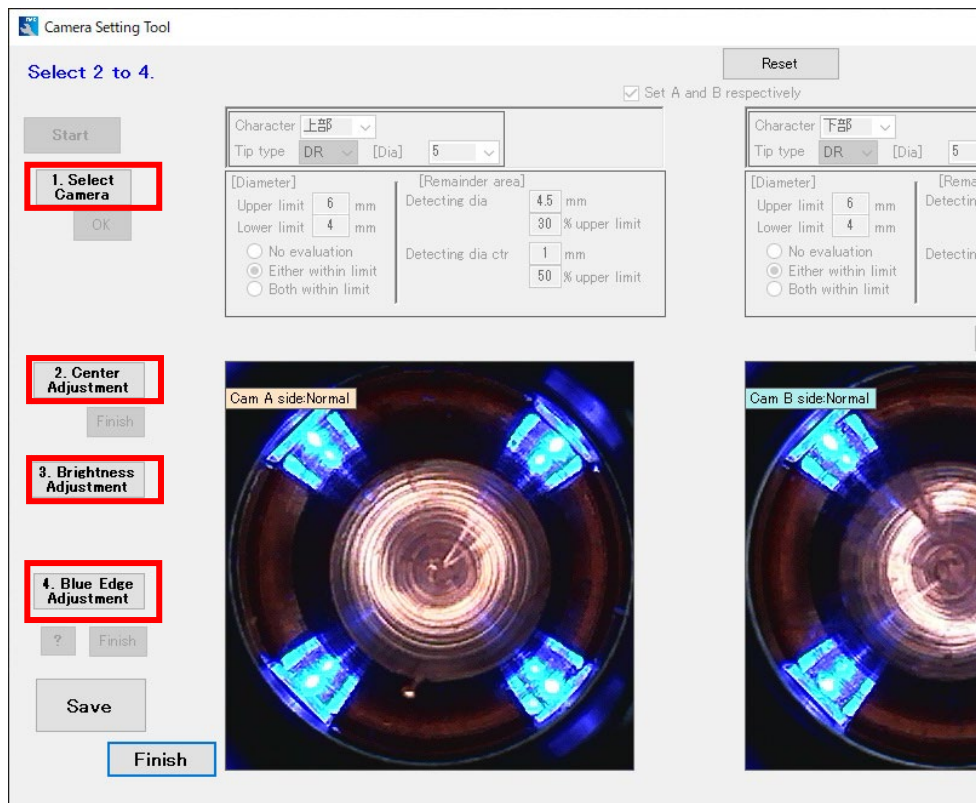 Camera Setting Tool
Select 2 to 4.
Reset
Set A and B respectively
Start
1. Select
Camera
OK
Character 上部
Tip type DR [Dia] 5
[Diameter]
Upper limit 6 mm
Lower limit 4 mm
No evaluation
Either within limit
Both within limit
[Remainder area]
Detecting dia 4.5 mm
30 % upper limit
Detecting dia ctr 1 mm
50 % upper limit
Character 下部
Tip type DR [Dia] 5
[Diameter]
Upper limit 6 mm
Lower limit 4 mm
No evaluation
Either within limit
Both within limit
[Rema
Detectin
Detectin
2. Center
Adjustment
Finish
3. Brightness
Adjustment
4. Blue Edge
Adjustment
? Finish
Save
Finish
Cam A side:Normal
Cam B side:Normal